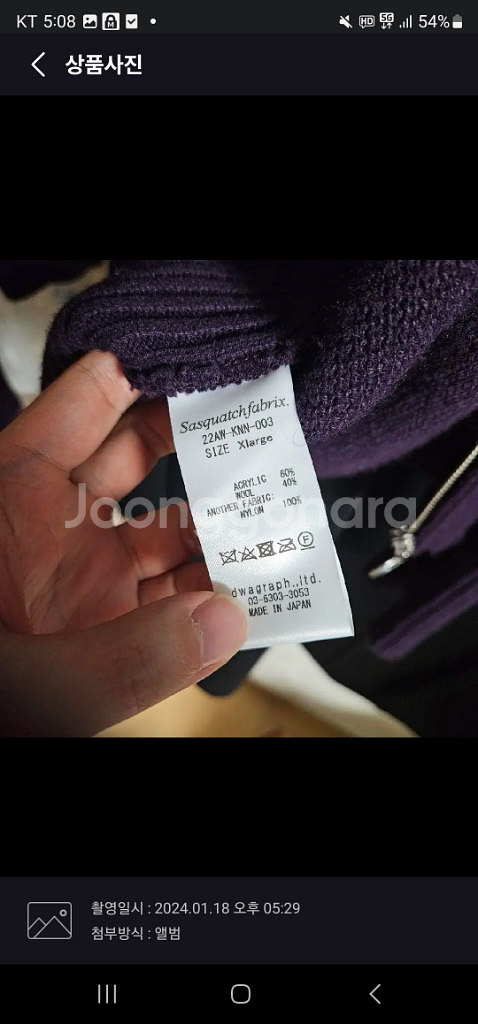 KT 5:08
HD 5G 54%
상품사진
Sasquatchfabrix.
22AW-KNN-003
SIZE Xlarge
ACRYLIC 60%
WOOL 40%
ANOTHER FABRIC:
NYLON 100%
Joonggonara
dwagraph.,ltd.
03-6303-3053
MADE IN JAPAN
촬영일시 : 2024.01.18 오후 05:29
첨부방식 : 앨범